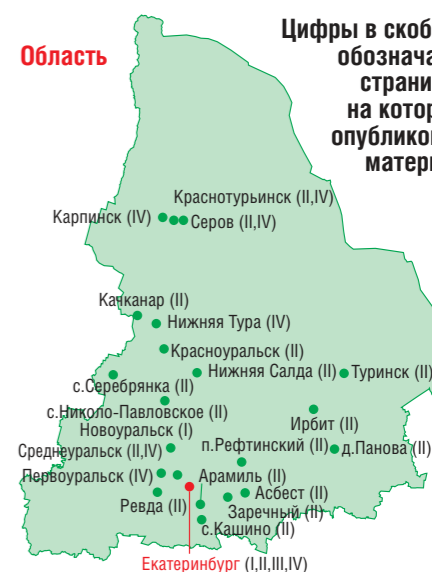 Область
Цифры в скоб
обознача
страни
на котор
опубликов
матери
Краснотурьинск (II,IV)
Карпинск (IV)
Серов (II,IV)
Качканар (II)
Нижняя Тура (IV)
Красноуральск (II)
Нижняя Салда (II)
Туринск (II)
с.Серебрянка (II)
с.Николо-Павловское (II)
Ирбит (II)
Новоуральск (I)
п.Рефтинский (II)
д.Панова (II)
Среднеуральск (II,IV)
Первоуральск (IV)
Арамиль (II)
Асбест (II)
Ревда (II)
Заречный (II)
с.Кашино (II)
Екатеринбург (I,II,III,IV)